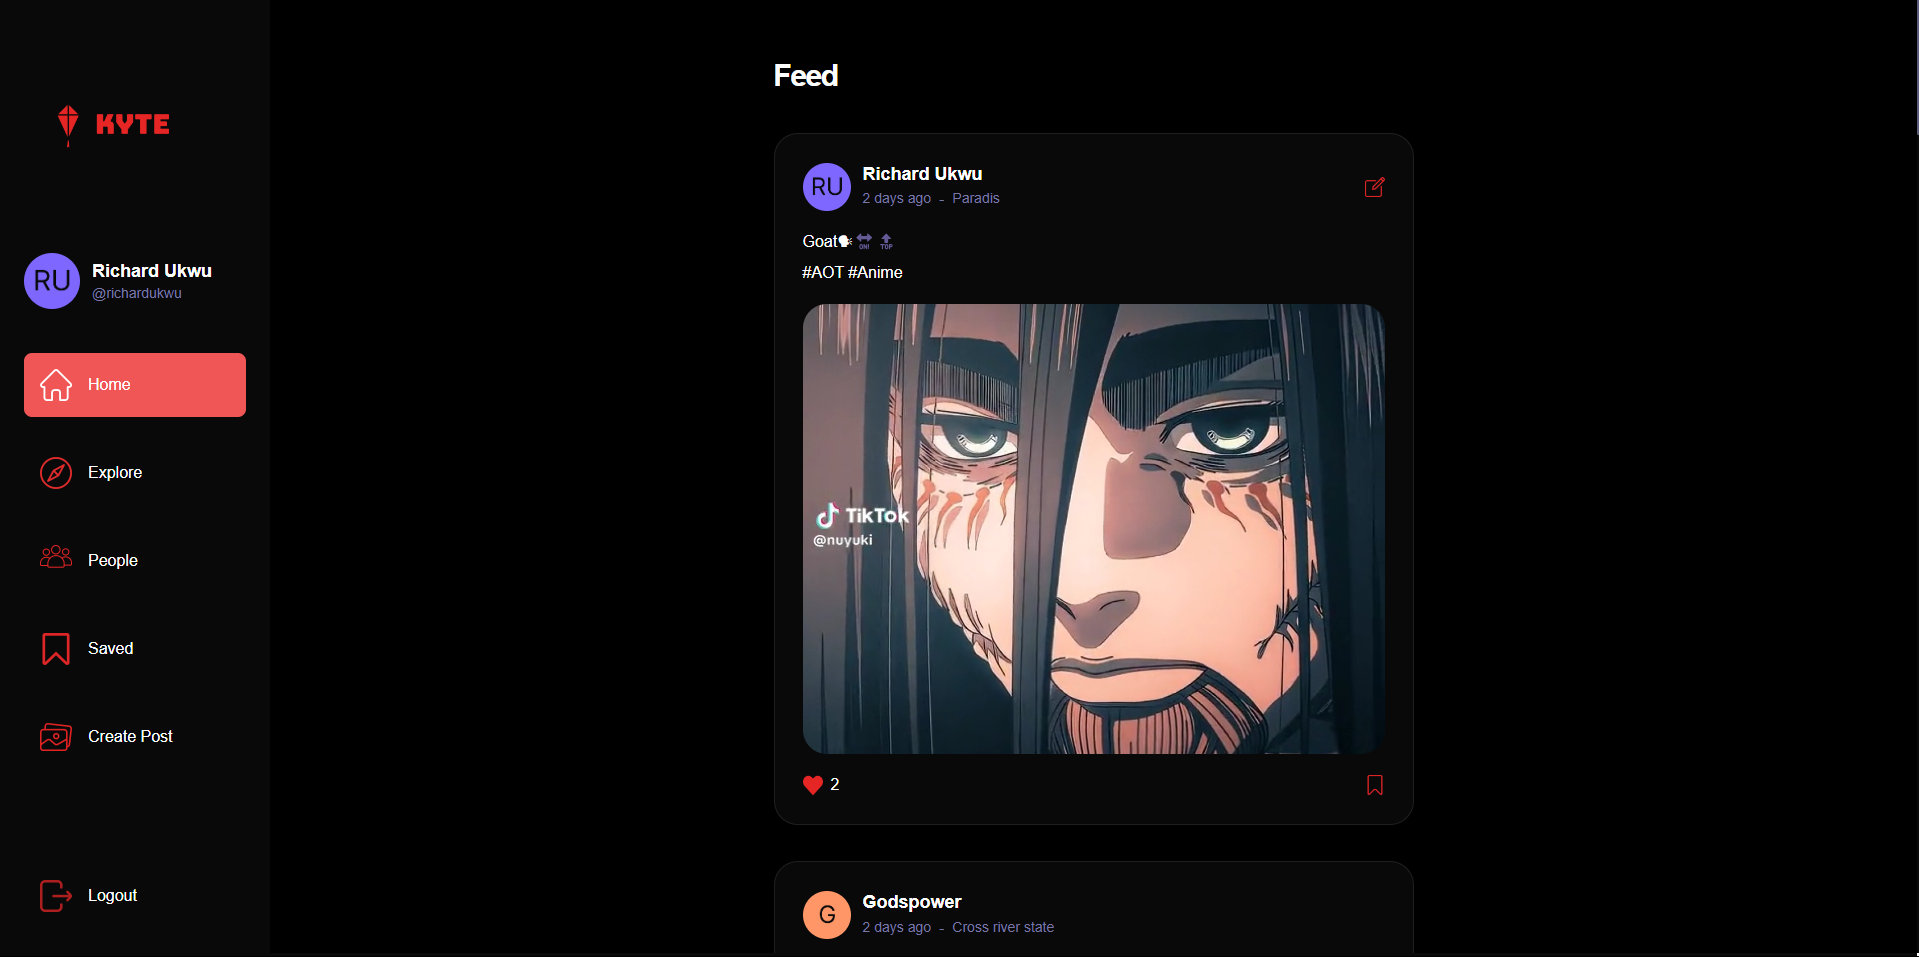 KYTE
RU
Richard Ukwu
@richardukwu
Home
Explore
People
Saved
Create Post
Logout
Feed
RU
Richard Ukwu
2 days ago - Paradis
Goat🗣️🔛🔝
#AOT #Anime
TikTok
@nuyuki
2
G
Godspower
2 days ago - Cross river state